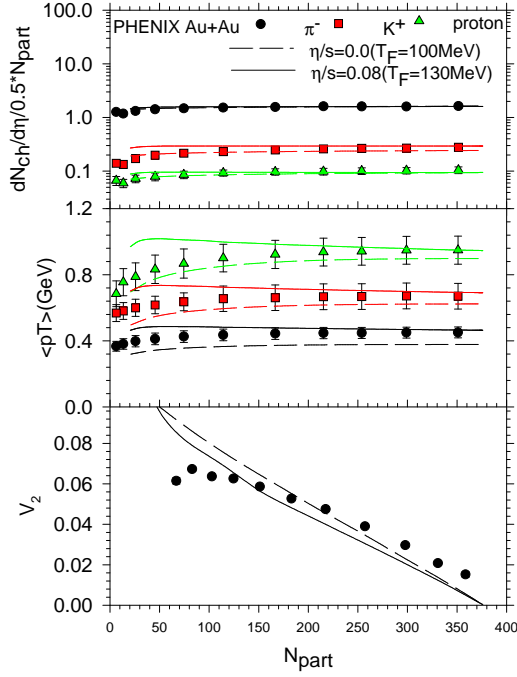 PHENIX Au+Au π- K+ proton
η/s=0.0(T_F=100MeV)
η/s=0.08(T_F=130MeV)
dN_ch/dη/0.5*N_part
100.0
10.0
1.0
0.1
1.2
<pT>(GeV)
0.8
0.4
0.0
V_2
0.08
0.06
0.04
0.02
0.00
0 50 100 150 200 250 300 350 400
N_part